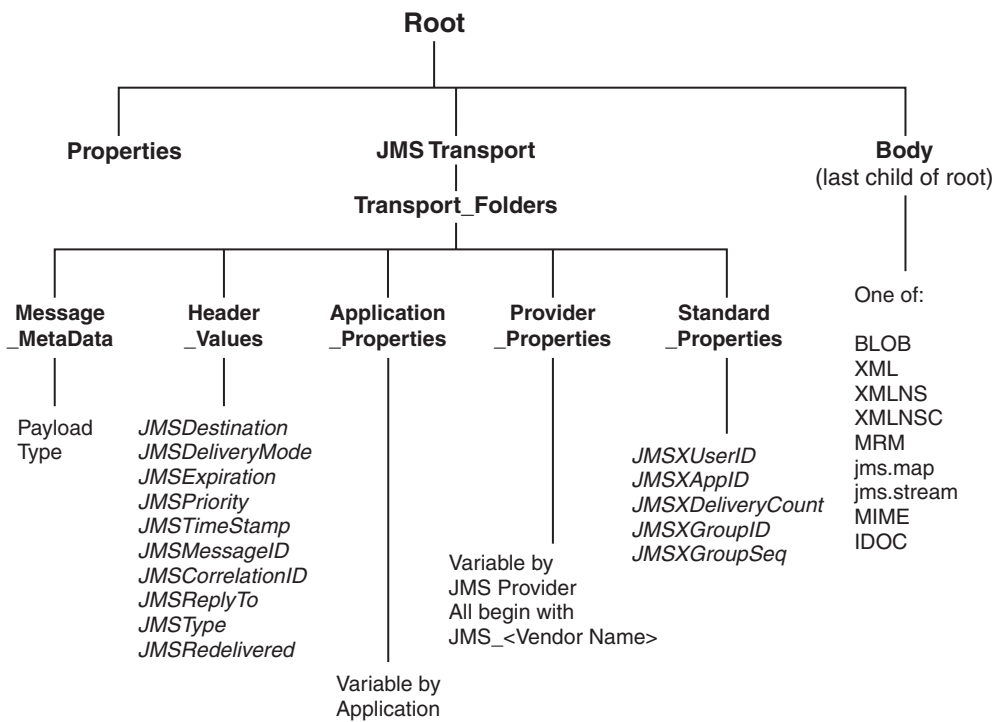 Root
Properties
JMS Transport
Body
(last child of root)
Transport_Folders
Message
_MetaData
Header
_Values
Application
_Properties
Provider
_Properties
Standard
_Properties
Payload
Type
JMSDestination
JMSDeliveryMode
JMSExpiration
JMSPriority
JMSTimeStamp
JMSMessageID
JMSCorrelationID
JMSReplyTo
JMSType
JMSRedelivered
Variable by
Application
Variable by
JMS Provider
All begin with
JMS_<Vendor Name>
JMSXUserID
JMSXAppID
JMSXDeliveryCount
JMSXGroupID
JMSXGroupSeq
One of:
BLOB
XML
XMLNS
XMLNSC
MRM
jms.map
jms.stream
MIME
IDOC